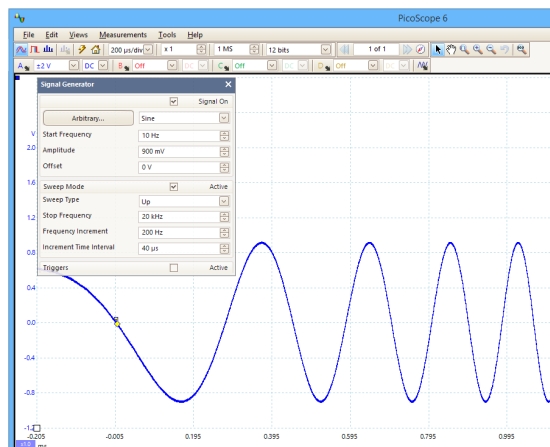 PicoScope 6
File Edit Views Measurements Tools Help
200 µs/div x 1 1 MS 12 bits 1 of 1
A ±2 V DC B Off DC C Off DC D Off DC
Signal Generator
Signal On
Arbitrary... Sine
Start Frequency 10 Hz
Amplitude 900 mV
Offset 0 V
Sweep Mode Active
Sweep Type Up
Stop Frequency 20 kHz
Frequency Increment 200 Hz
Increment Time Interval 40 µs
Triggers Active
V
2.0
1.6
1.2
0.8
0.4
0.0
-0.4
-0.8
-1.2
-0.205 -0.005 0.195 0.395 0.595 0.795 0.995
x1.0 ms